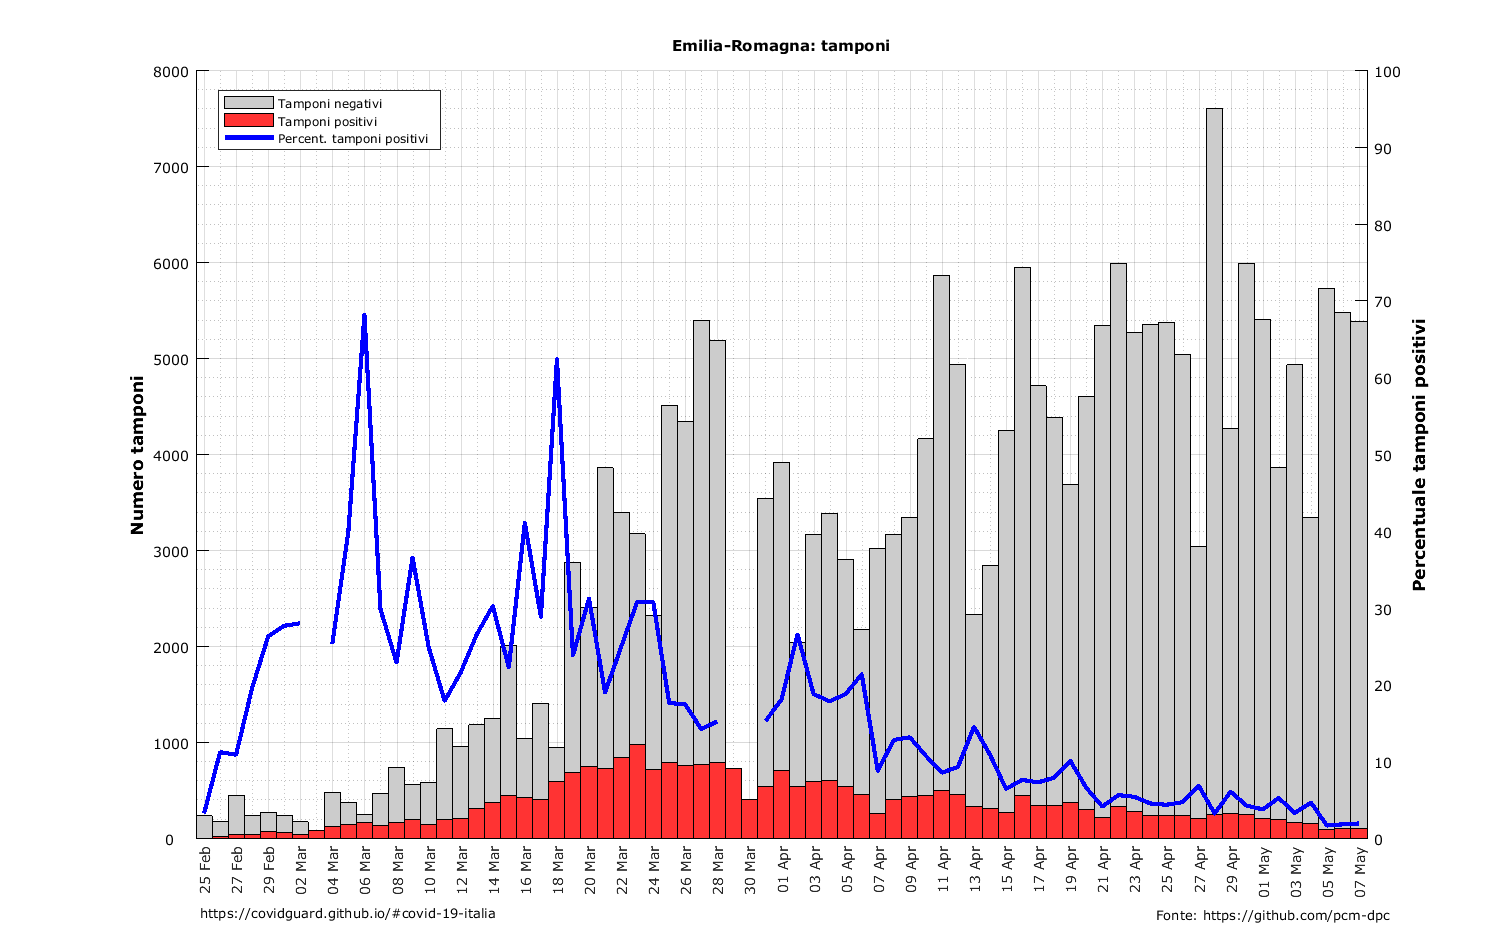 Emilia-Romagna: tamponi
Tamponi negativi
Tamponi positivi
Percent. tamponi positivi
Numero tamponi
8000
7000
6000
5000
4000
3000
2000
1000
0
Percentuale tamponi positivi
100
90
80
70
60
50
40
30
20
10
0
25 Feb
27 Feb
29 Feb
02 Mar
04 Mar
06 Mar
08 Mar
10 Mar
12 Mar
14 Mar
16 Mar
18 Mar
20 Mar
22 Mar
24 Mar
26 Mar
28 Mar
30 Mar
01 Apr
03 Apr
05 Apr
07 Apr
09 Apr
11 Apr
13 Apr
15 Apr
17 Apr
19 Apr
21 Apr
23 Apr
25 Apr
27 Apr
29 Apr
01 May
03 May
05 May
07 May
https://covidguard.github.io/#covid-19-italia
Fonte: https://github.com/pcm-dpc